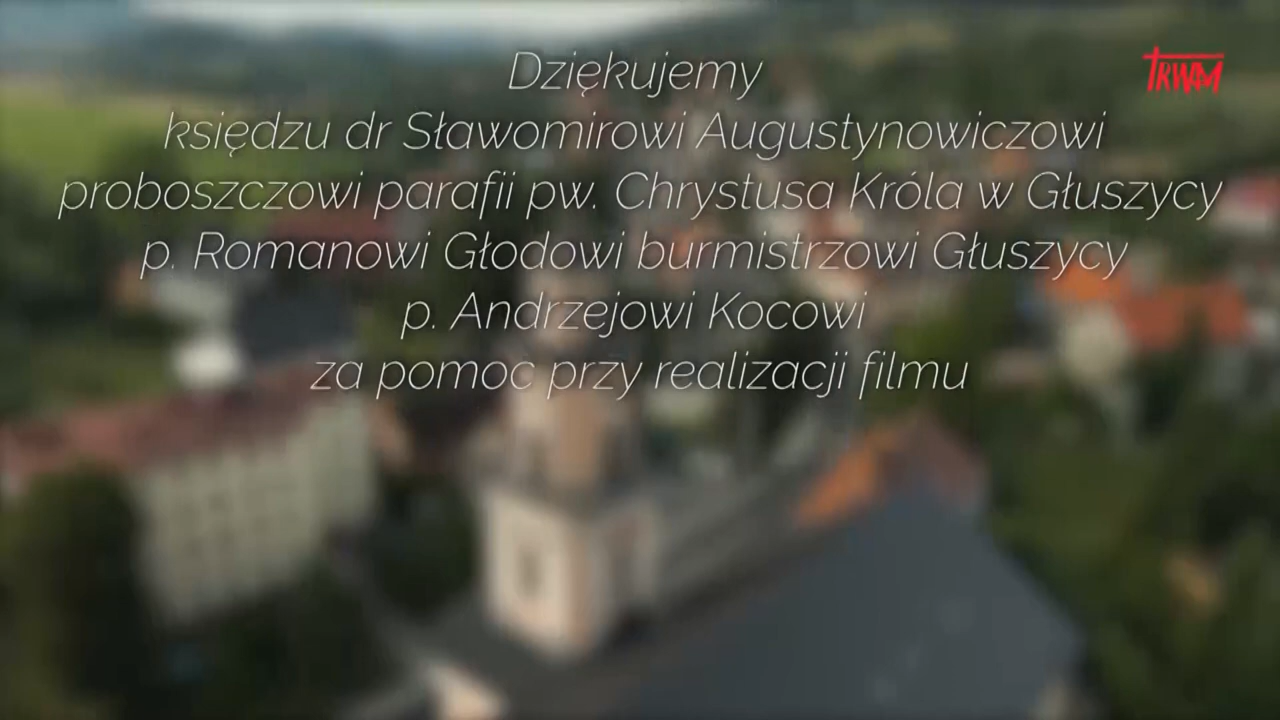 Dziękujemy
księdzu dr Sławomirowi Augustynowiczowi
proboszczowi parafii pw. Chrystusa Króla w Głuszycy
p. Romanowi Głodowi burmistrzowi Głuszycy
p. Andrzejowi Kocowi
za pomoc przy realizacji filmu
TRWAM